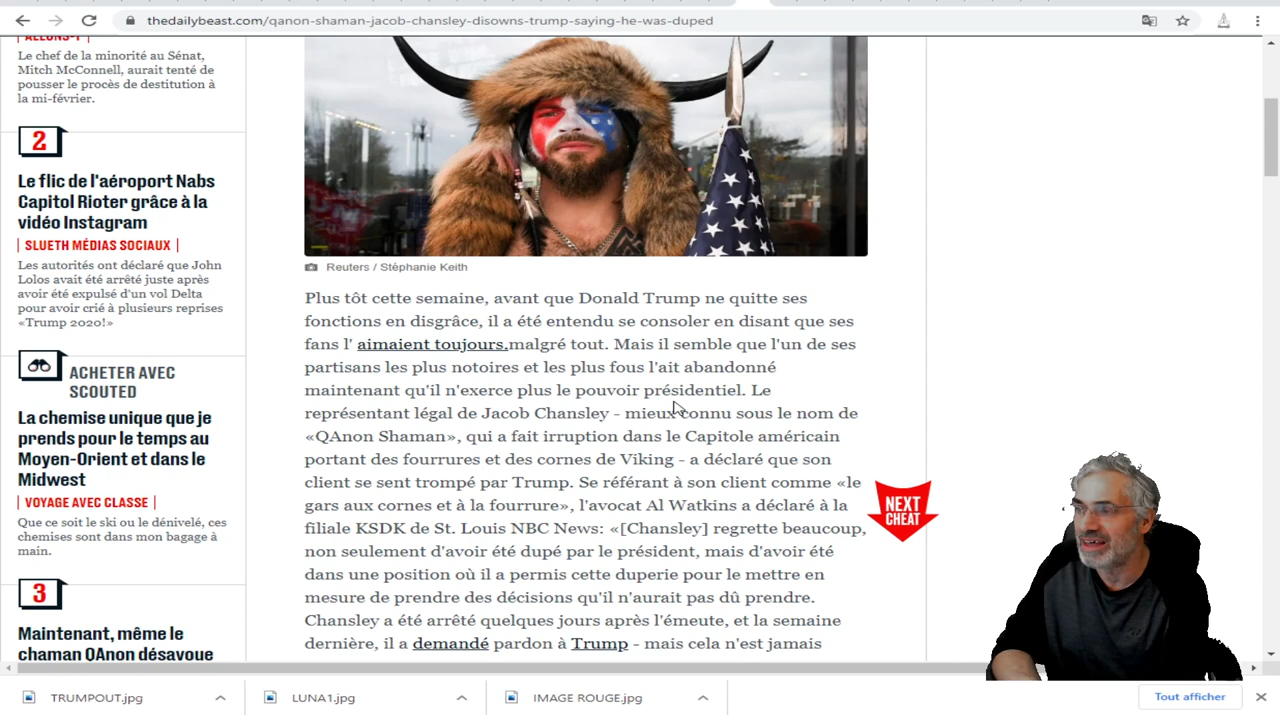 thedailybeast.com/qanon-shaman-jacob-chansley-disowns-trump-saying-he-was-duped
Le chef de la minorité au Sénat,
Mitch McConnell, aurait tenté de
pousser le procès de destitution à
la mi-février.
2
Le flic de l'aéroport Nabs
Capitol Rioter grâce à la
vidéo Instagram
| SLUETH MÉDIAS SOCIAUX |
Les autorités ont déclaré que John
Lolos avait été arrêté juste après
avoir été expulsé d'un vol Delta
pour avoir crié à plusieurs reprises
«Trump 2020!»
ACHETER AVEC
SCOUTED
La chemise unique que je
prends pour le temps au
Moyen-Orient et dans le
Midwest
| VOYAGE AVEC CLASSE |
Que ce soit le ski ou le dénivelé, ces
chemises sont dans mon bagage à
main.
3
Maintenant, même le
chaman QAnon désavoue
Reuters / Stéphanie Keith
Plus tôt cette semaine, avant que Donald Trump ne quitte ses
fonctions en disgrâce, il a été entendu se consoler en disant que ses
fans l' aimaient toujours.malgré tout. Mais il semble que l'un de ses
partisans les plus notoires et les plus fous l'ait abandonné
maintenant qu'il n'exerce plus le pouvoir présidentiel. Le
représentant légal de Jacob Chansley - mieux connu sous le nom de
«QAnon Shaman», qui a fait irruption dans le Capitole américain
portant des fourrures et des cornes de Viking - a déclaré que son
client se sent trompé par Trump. Se référant à son client comme «le
gars aux cornes et à la fourrure», l'avocat Al Watkins a déclaré à la
filiale KSDK de St. Louis NBC News: «[Chansley] regrette beaucoup,
non seulement d'avoir été dupé par le président, mais d'avoir été
dans une position où il a permis cette duperie pour le mettre en
mesure de prendre des décisions qu'il n'aurait pas dû prendre.
Chansley a été arrêté quelques jours après l'émeute, et la semaine
dernière, il a demandé pardon à Trump - mais cela n'est jamais
NEXT
CHEAT
TRUMPOUT.jpg
LUNA1.jpg
IMAGE ROUGE.jpg
Tout afficher